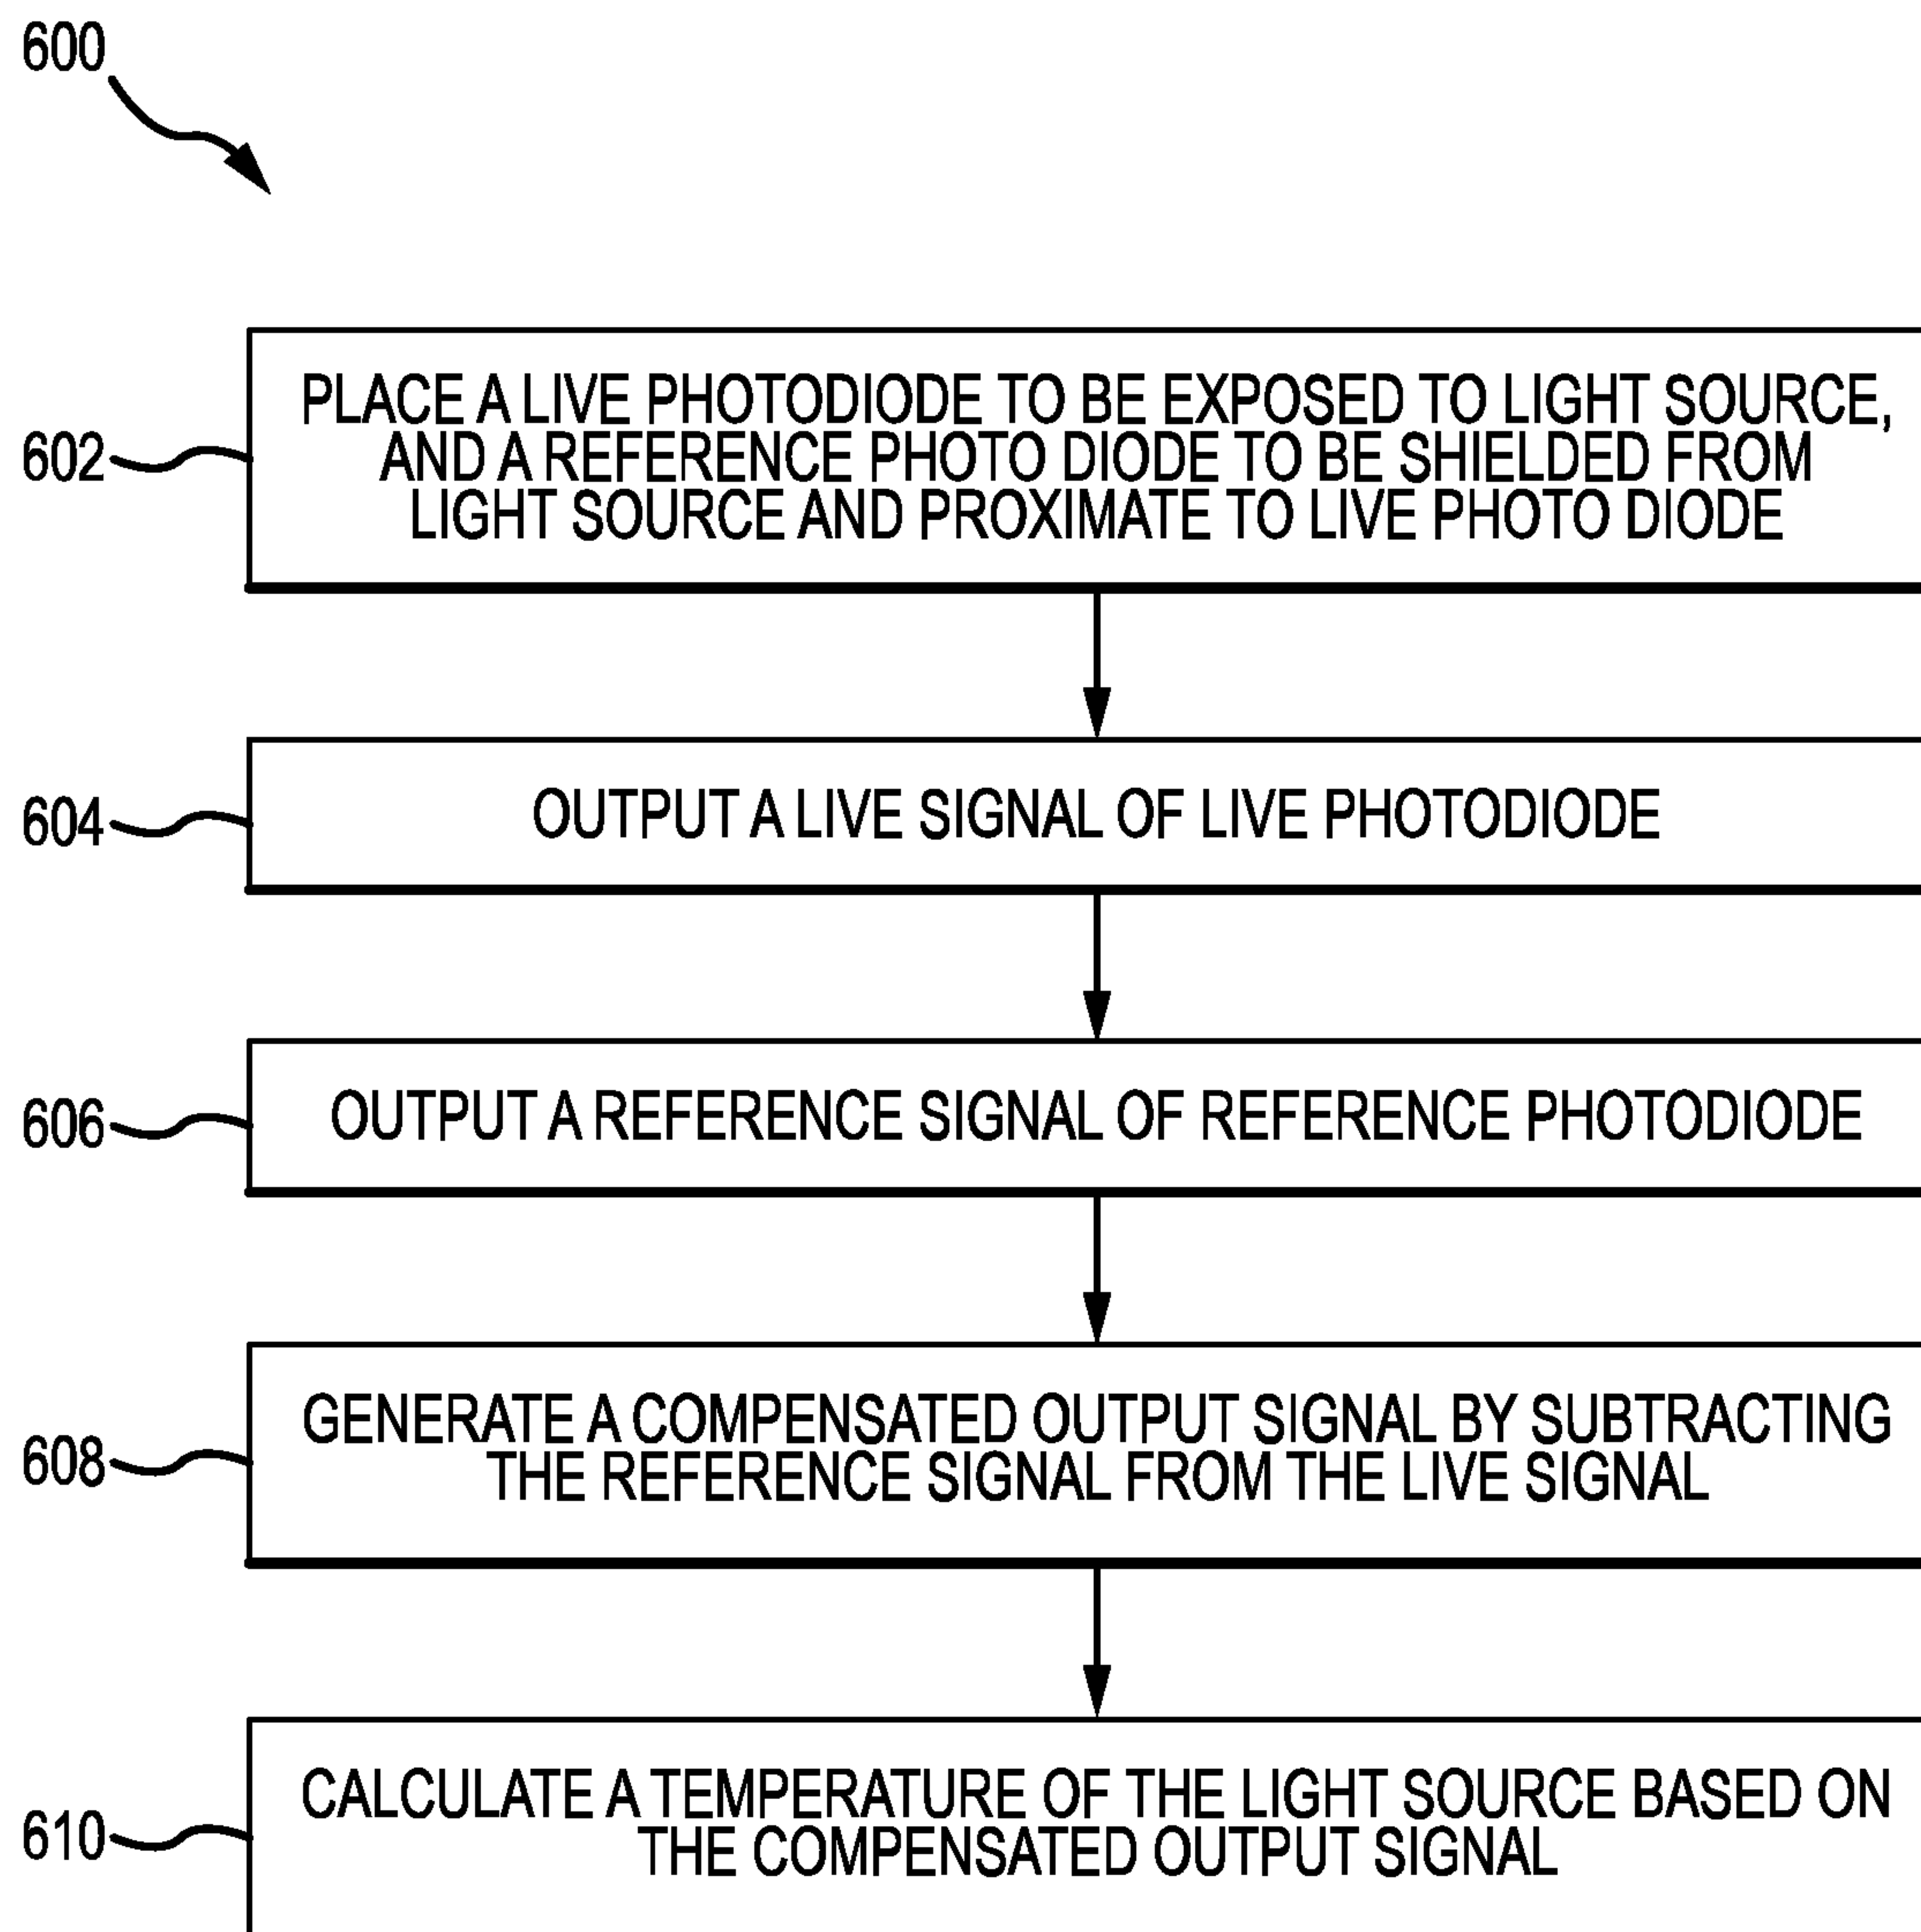 600
602
PLACE A LIVE PHOTODIODE TO BE EXPOSED TO LIGHT SOURCE,
AND A REFERENCE PHOTO DIODE TO BE SHIELDED FROM
LIGHT SOURCE AND PROXIMATE TO LIVE PHOTO DIODE
604
OUTPUT A LIVE SIGNAL OF LIVE PHOTODIODE
606
OUTPUT A REFERENCE SIGNAL OF REFERENCE PHOTODIODE
608
GENERATE A COMPENSATED OUTPUT SIGNAL BY SUBTRACTING
THE REFERENCE SIGNAL FROM THE LIVE SIGNAL
610
CALCULATE A TEMPERATURE OF THE LIGHT SOURCE BASED ON
THE COMPENSATED OUTPUT SIGNAL